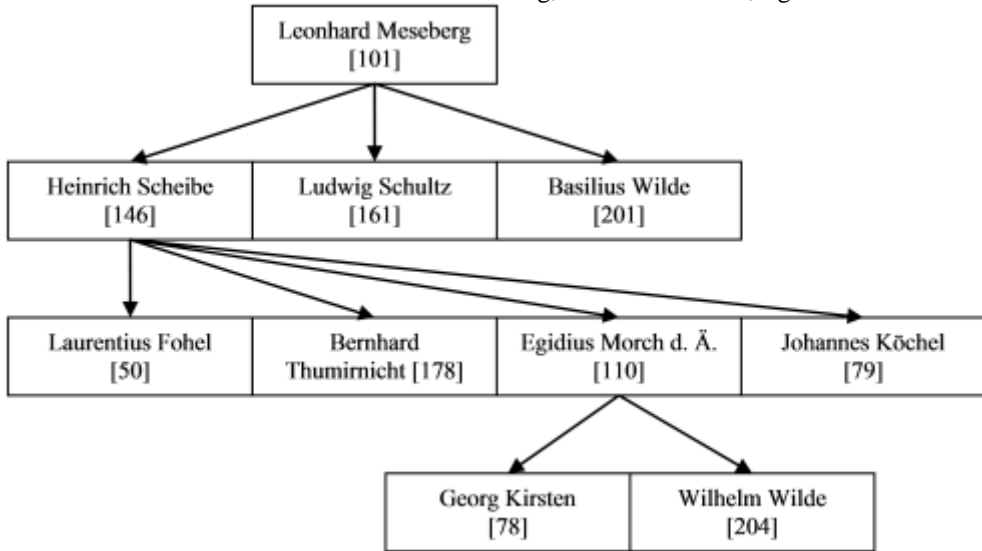 Leonhard Meseberg
[101]
Heinrich Scheibe
[146]
Ludwig Schultz
[161]
Basilius Wilde
[201]
Laurentius Fohel
[50]
Bernhard
Thumirnicht [178]
Egidius Morch d. Ä.
[110]
Johannes Köchel
[79]
Georg Kirsten
[78]
Wilhelm Wilde
[204]